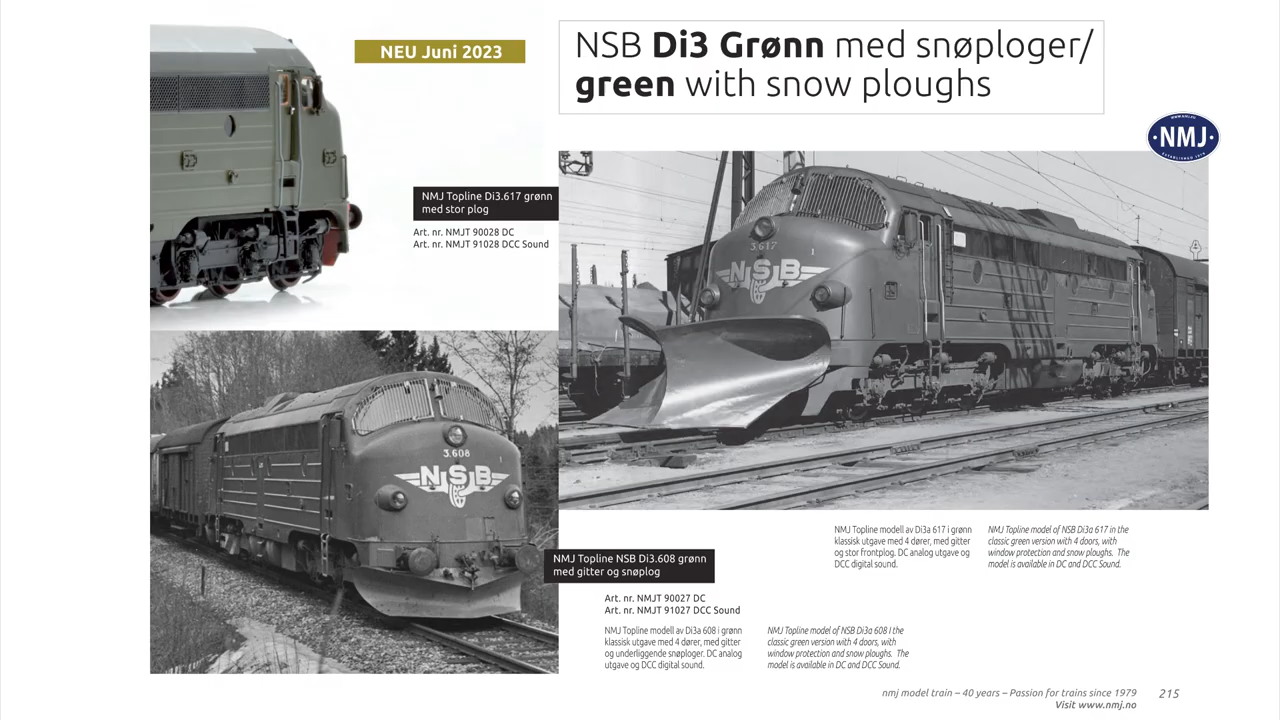 NEU Juni 2023
NSB Di3 Grønn med snøploger/
green with snow ploughs
NMJ
NMJ Topline Di3.617 grønn
med stor plog
Art. nr. NMJT 90028 DC
Art. nr. NMJT 91028 DCC Sound
3.617
NSB
3.608
NSB
NMJ Topline modell av Di3a 617 i grønn
klassisk utgave med 4 dører, med gitter
og stor frontplog. DC analog utgave og
DCC digital sound.
NMJ Topline model of NSB Di3a 617 in the
classic green version with 4 doors, with
window protection and snow ploughs. The
model is available in DC and DCC Sound.
NMJ Topline NSB Di3.608 grønn
med gitter og snøplog
Art. nr. NMJT 90027 DC
Art. nr. NMJT 91027 DCC Sound
NMJ Topline modell av Di3a 608 i grønn
klassisk utgave med 4 dører, med gitter
og underliggende snøploger. DC analog
utgave og DCC digital sound.
NMJ Topline model of NSB Di3a 608 I the
classic green version with 4 doors, with
window protection and snow ploughs. The
model is available in DC and DCC Sound.
nmj model train – 40 years – Passion for trains since 1979
Visit www.nmj.no
215